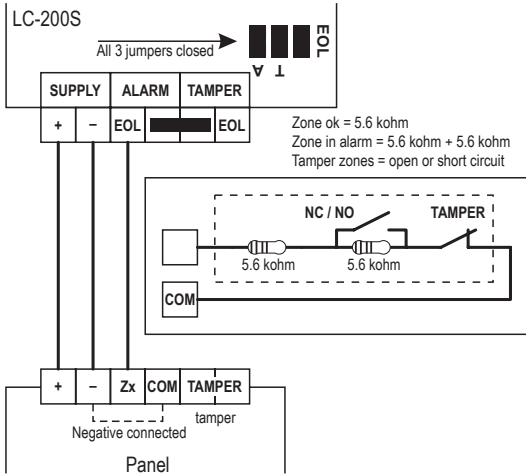 LC-200S
All 3 jumpers closed
A T EOL
SUPPLY ALARM TAMPER
+ – EOL EOL
Zone ok = 5.6 kohm
Zone in alarm = 5.6 kohm + 5.6 kohm
Tamper zones = open or short circuit
NC / NO TAMPER
5.6 kohm 5.6 kohm
COM
+ – Zx COM TAMPER
tamper
Negative connected
Panel